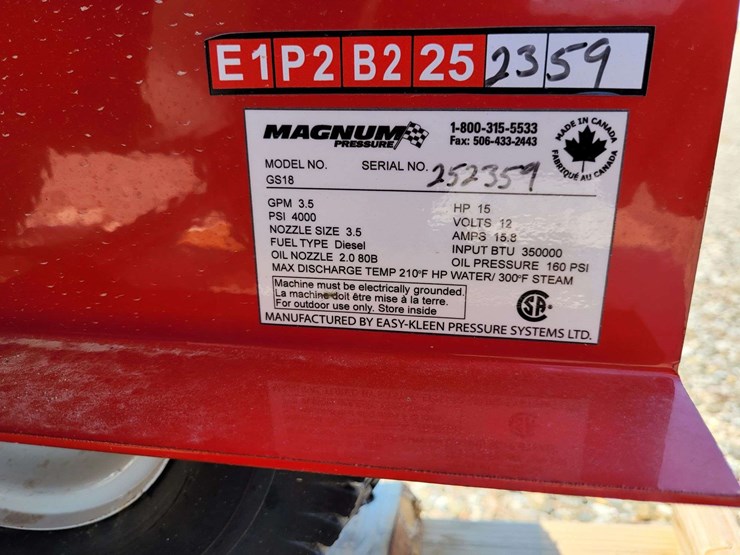 E1 P2 B2 25 2359
MAGNUM
PRESSURE
1-800-315-5533
Fax: 506-433-2443
MADE IN CANADA
FABRIQUÉ AU CANADA
MODEL NO. SERIAL NO. 252359
GS18
GPM 3.5 HP 15
PSI 4000 VOLTS 12
NOZZLE SIZE 3.5 AMPS 15.8
FUEL TYPE Diesel INPUT BTU 350000
OIL NOZZLE 2.0 80B OIL PRESSURE 160 PSI
MAX DISCHARGE TEMP 210°F HP WATER/ 300°F STEAM
Machine must be electrically grounded.
La machine doit être mise à la terre.
For outdoor use only. Store inside
SA
MANUFACTURED BY EASY-KLEEN PRESSURE SYSTEMS LTD.